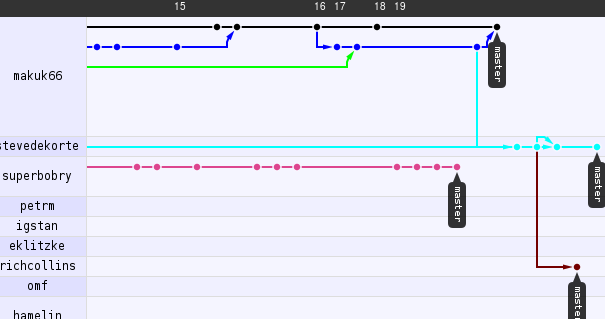 15 16 17 18 19
makuk66
master
stevedekorte
master
superbobry
master
petrm
igstan
eklitzke
richcollins
master
omf
hamelin